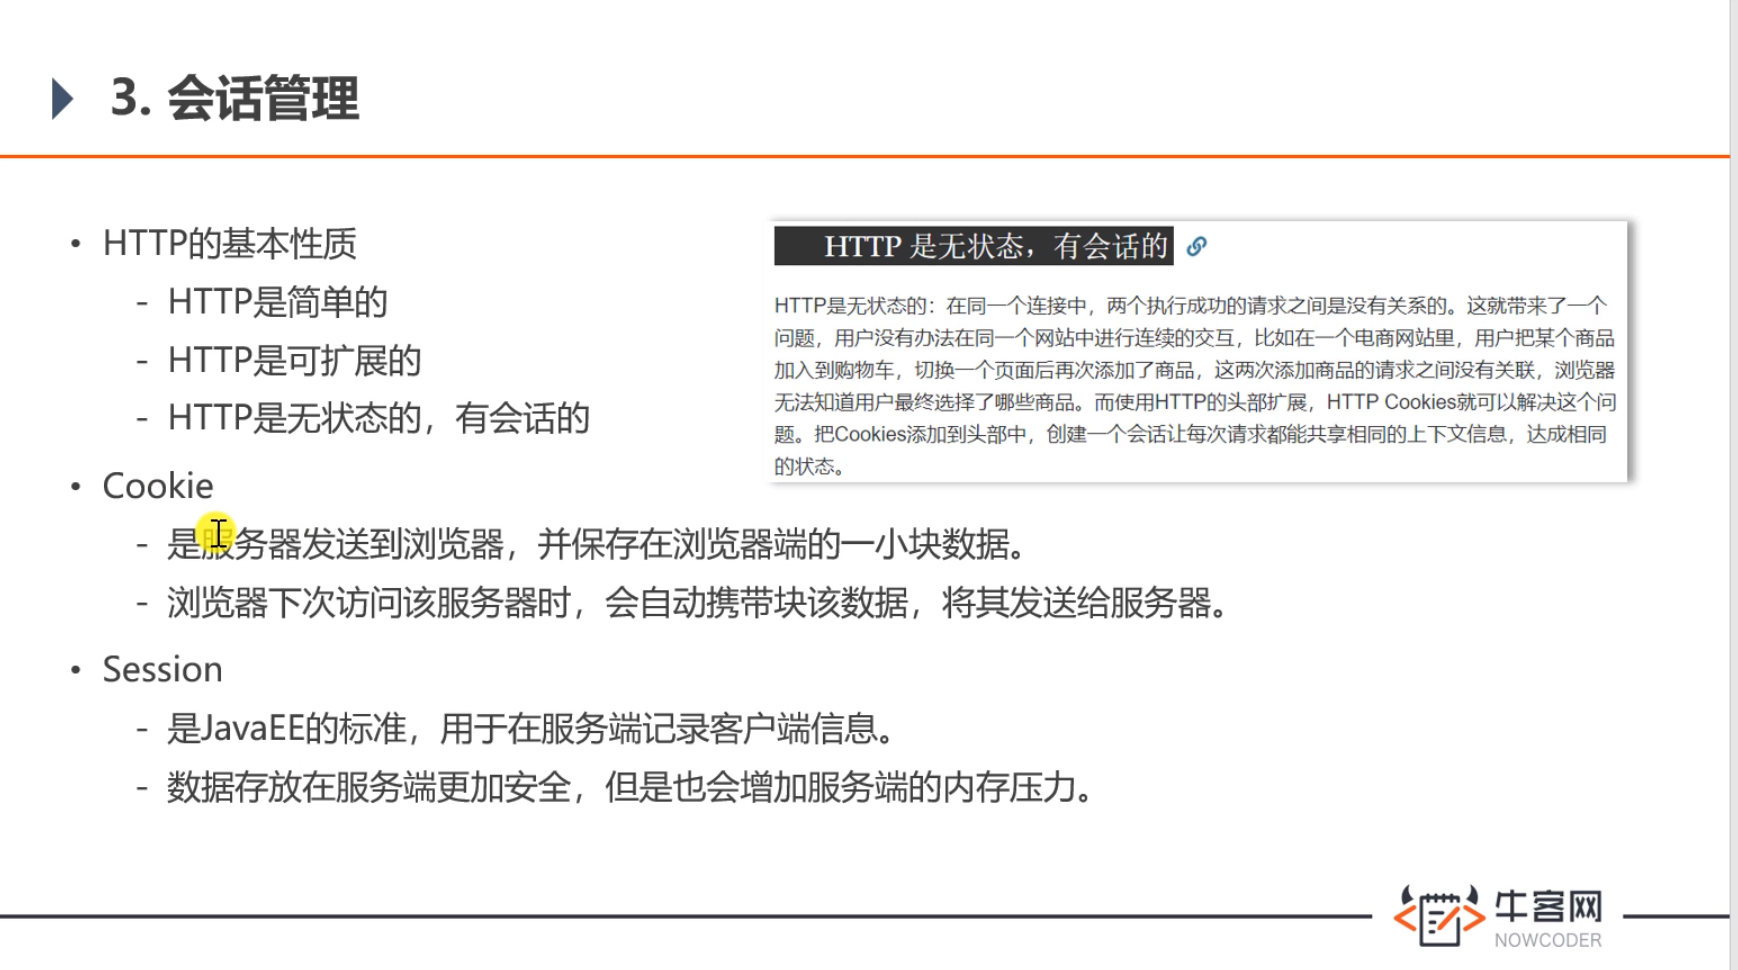 3. 会话管理
• HTTP的基本性质
- HTTP是简单的
- HTTP是可扩展的
- HTTP是无状态的，有会话的
HTTP 是无状态，有会话的
HTTP是无状态的：在同一个连接中，两个执行成功的请求之间是没有关系的。这就带来了一个
问题，用户没有办法在同一个网站中进行连续的交互，比如在一个电商网站里，用户把某个商品
加入到购物车，切换一个页面后再次添加了商品，这两次添加商品的请求之间没有关联，浏览器
无法知道用户最终选择了哪些商品。而使用HTTP的头部扩展，HTTP Cookies就可以解决这个问
题。把Cookies添加到头部中，创建一个会话让每次请求都能共享相同的上下文信息，达成相同
的状态。
• Cookie
- 是服务器发送到浏览器，并保存在浏览器端的一小块数据。
- 浏览器下次访问该服务器时，会自动携带块该数据，将其发送给服务器。
• Session
- 是JavaEE的标准，用于在服务端记录客户端信息。
- 数据存放在服务端更加安全，但是也会增加服务端的内存压力。
牛客网
NOWCODER